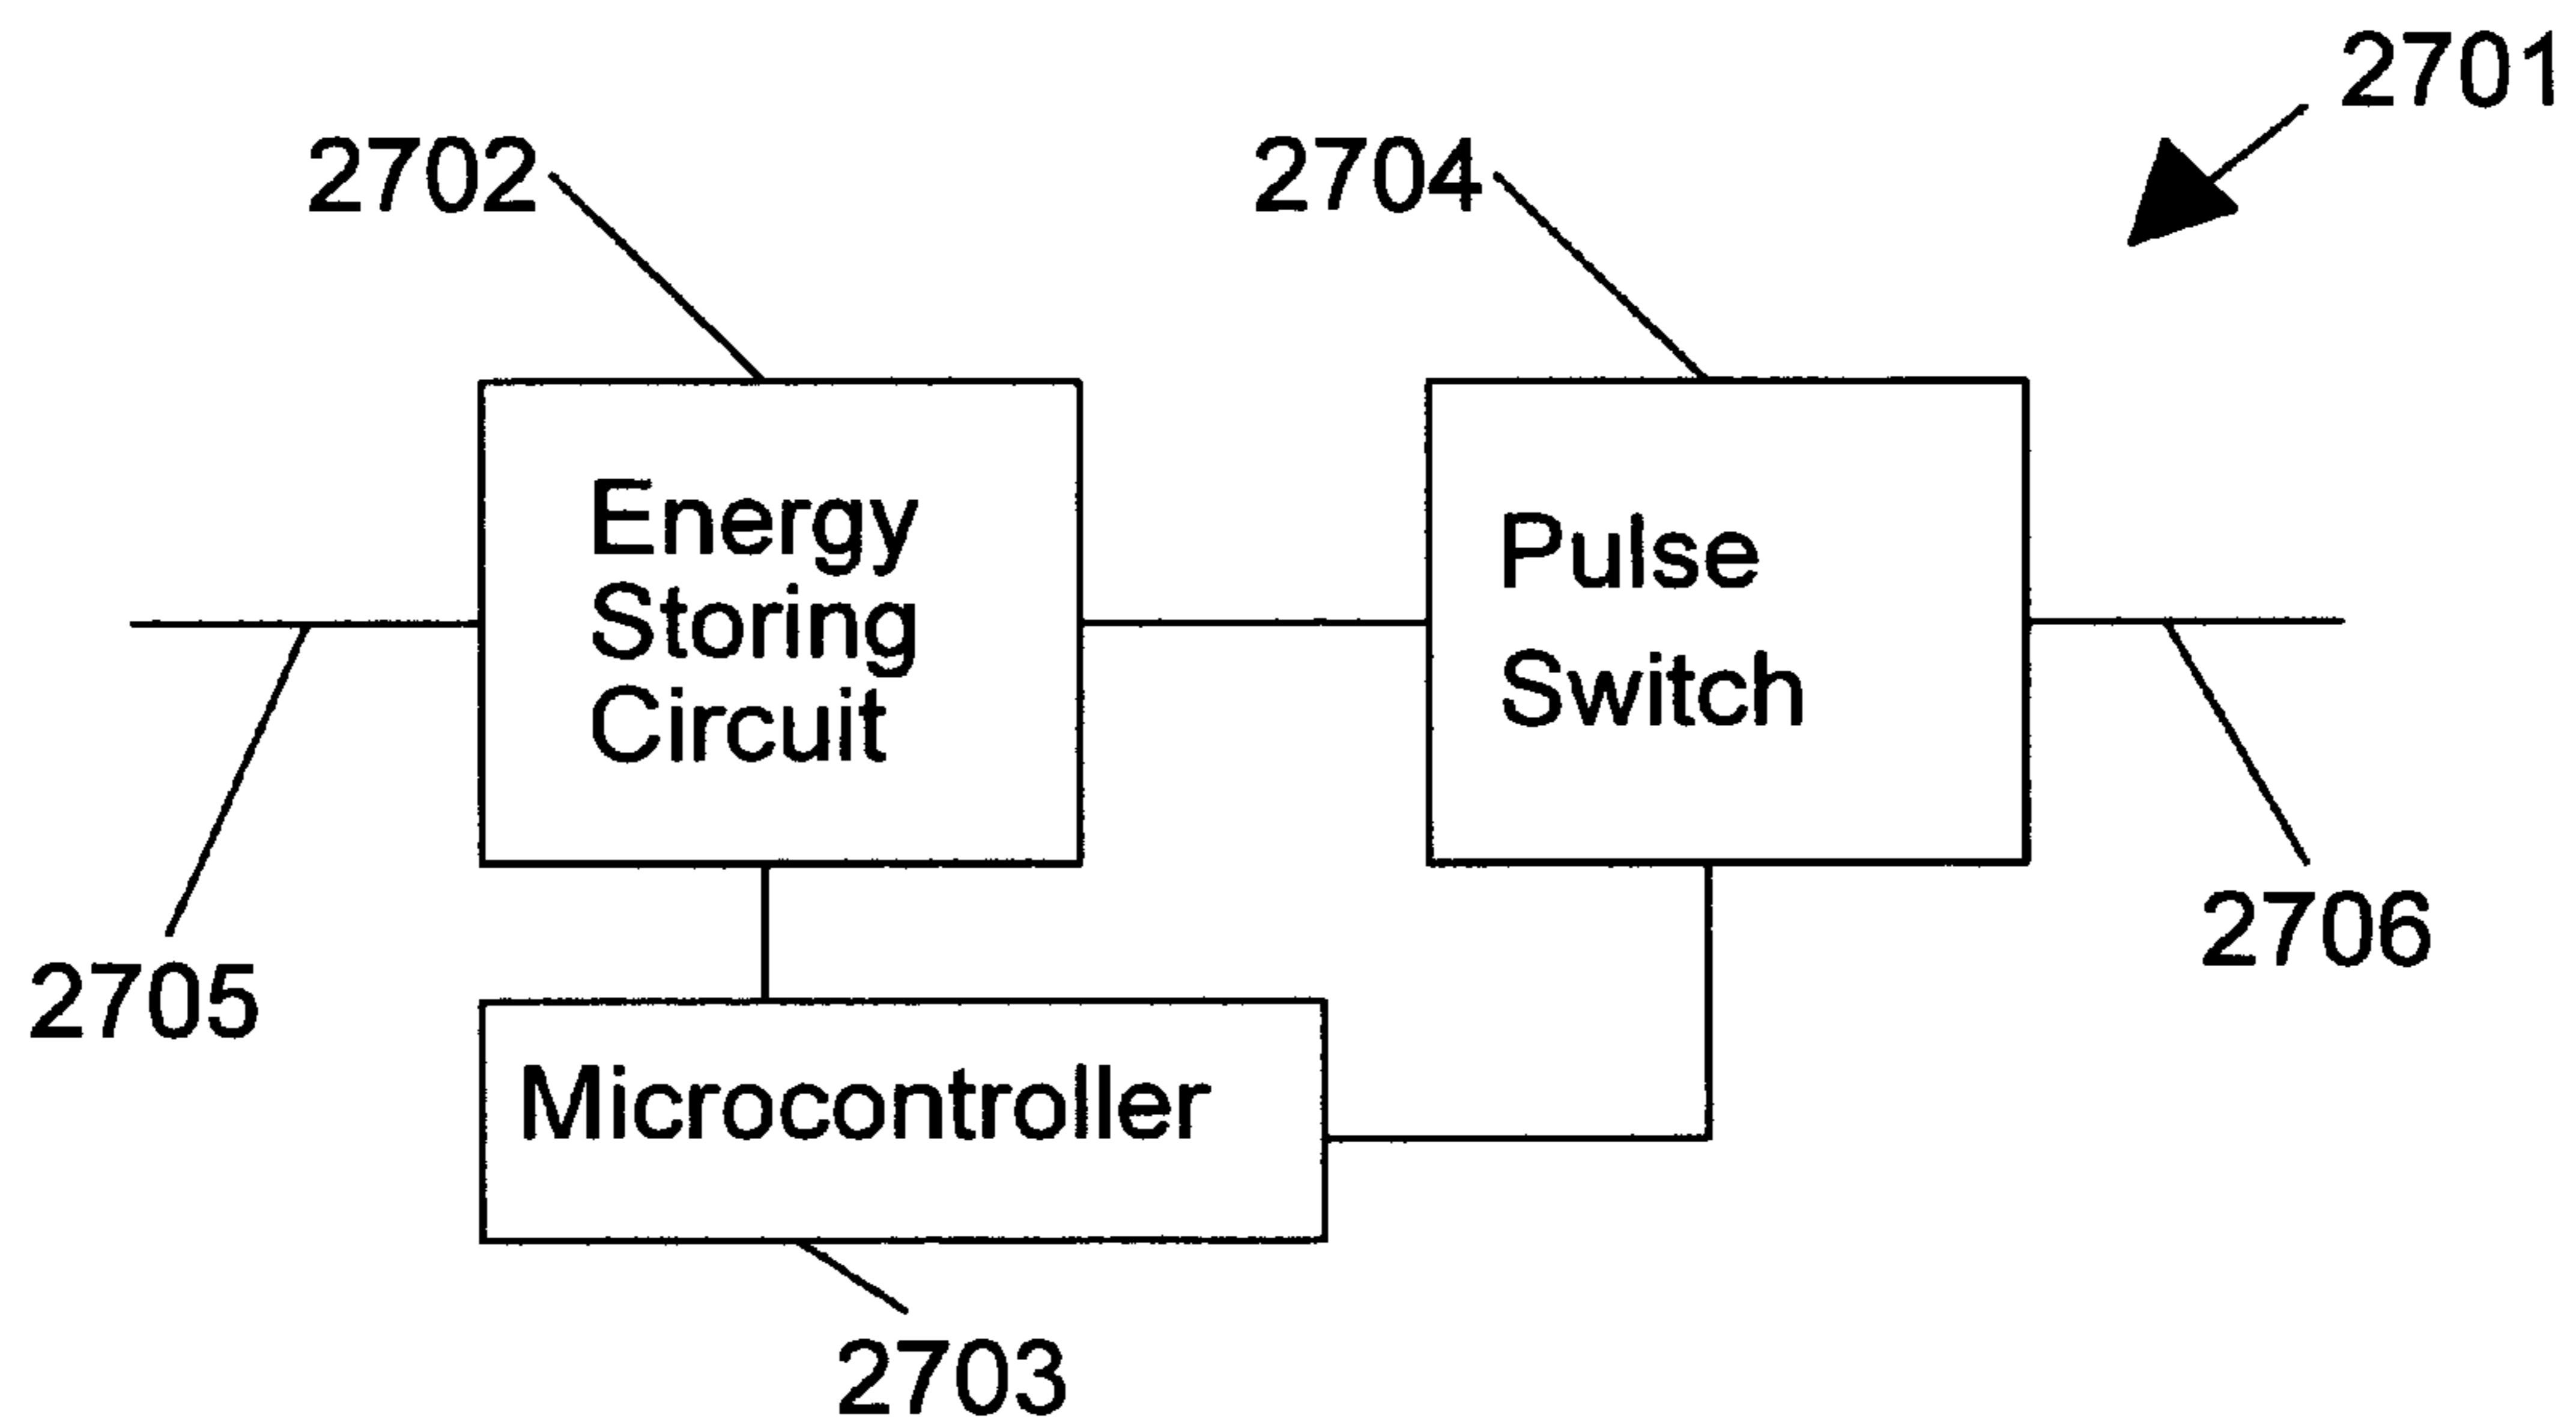 2701
2702
2704
Energy
Storing
Circuit
Pulse
Switch
2705
2706
Microcontroller
2703